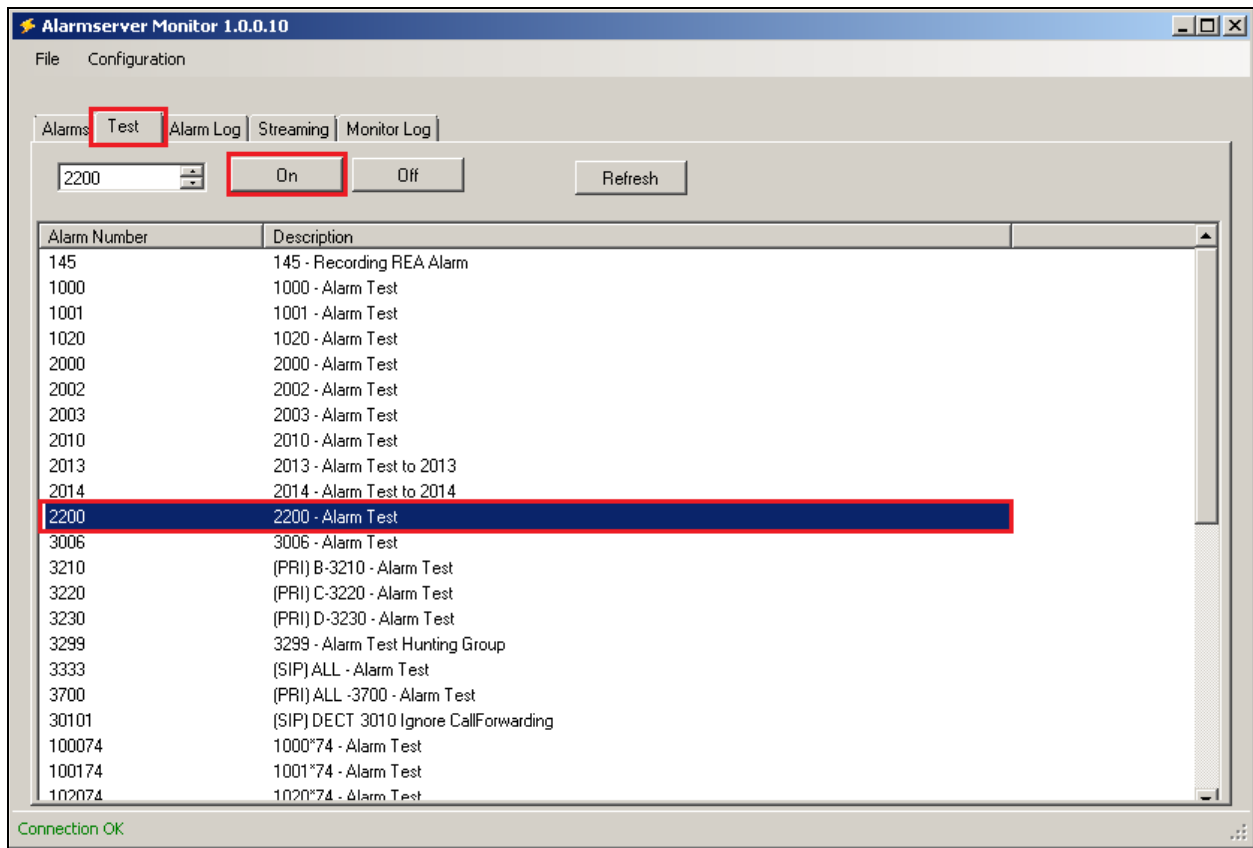 Alarmserver Monitor 1.0.0.10
File Configuration
Alarms Test Alarm Log Streaming Monitor Log
2200 On Off Refresh
Alarm Number Description
145 145 - Recording REA Alarm
1000 1000 - Alarm Test
1001 1001 - Alarm Test
1020 1020 - Alarm Test
2000 2000 - Alarm Test
2002 2002 - Alarm Test
2003 2003 - Alarm Test
2010 2010 - Alarm Test
2013 2013 - Alarm Test to 2013
2014 2014 - Alarm Test to 2014
2200 2200 - Alarm Test
3006 3006 - Alarm Test
3210 (PRI) B-3210 - Alarm Test
3220 (PRI) C-3220 - Alarm Test
3230 (PRI) D-3230 - Alarm Test
3299 3299 - Alarm Test Hunting Group
3333 (SIP) ALL - Alarm Test
3700 (PRI) ALL -3700 - Alarm Test
30101 (SIP) DECT 3010 Ignore CallForwarding
100074 1000*74 - Alarm Test
100174 1001*74 - Alarm Test
102074 1020*74 - Alarm Test
Connection OK